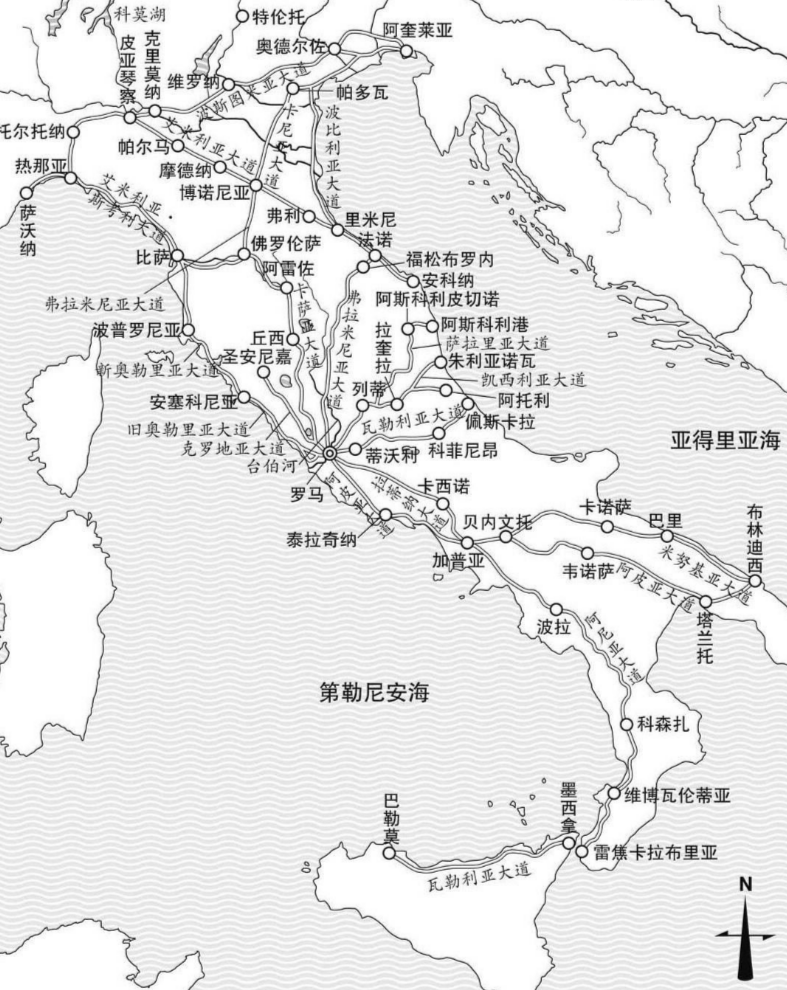 科莫湖
特伦托
阿奎莱亚
奥德尔佐
克里莫纳
皮亚琴察
维罗纳
波斯图米亚大道
帕多瓦
托尔托纳
艾米利亚大道
帕尔马
波比利亚大道
热那亚
摩德纳
艾米利亚·
斯考利大道
博诺尼亚
萨沃纳
弗利
里米尼
法诺
比萨
佛罗伦萨
福松布罗内
阿雷佐
安科纳
弗拉米尼亚大道
卡萨亚大道
弗拉米尼亚大道
阿斯科利皮切诺
波普罗尼亚
丘西
拉奎拉
阿斯科利港
萨拉里亚大道
圣安尼嘉
朱利亚诺瓦
新奥勒里亚大道
凯西利亚大道
安塞科尼亚
列蒂
阿托利
瓦勒利亚大道
佩斯卡拉
旧奥勒里亚大道
克罗地亚大道
科菲尼昂
台伯河
蒂沃利
亚得里亚海
罗马
阿皮亚大道
拉蒂纳大道
卡西诺
卡诺萨
巴里
布林迪西
泰拉奇纳
贝内文托
米努基亚大道
加普亚
韦诺萨
阿皮亚大道
波拉
阿尼亚大道
塔兰托
第勒尼安海
科森扎
维博瓦伦蒂亚
巴勒莫
墨西拿
雷焦卡拉布里亚
瓦勒利亚大道
N